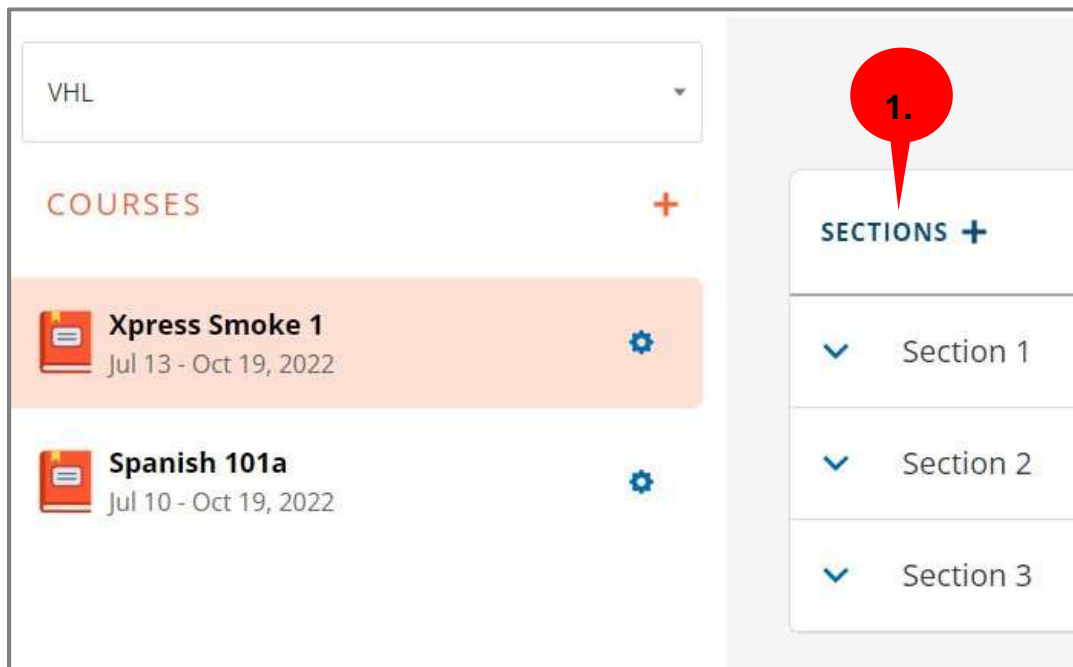 VHL
COURSES +
Xpress Smoke 1
Jul 13 - Oct 19, 2022
Spanish 101a
Jul 10 - Oct 19, 2022
1.
SECTIONS +
Section 1
Section 2
Section 3